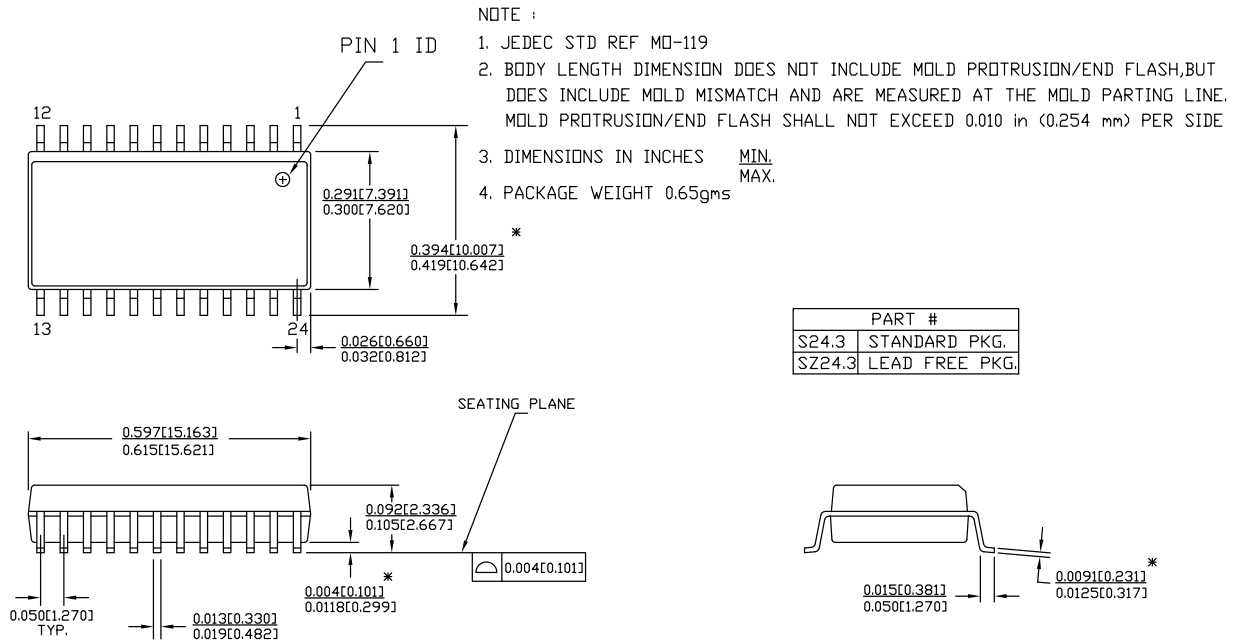 NOTE :
PIN 1 ID
1. JEDEC STD REF MO-119
2. BODY LENGTH DIMENSION DOES NOT INCLUDE MOLD PROTRUSION/END FLASH,BUT
DOES INCLUDE MOLD MISMATCH AND ARE MEASURED AT THE MOLD PARTING LINE.
MOLD PROTRUSION/END FLASH SHALL NOT EXCEED 0.010 in (0.254 mm) PER SIDE
3. DIMENSIONS IN INCHES MIN.
MAX.
4. PACKAGE WEIGHT 0.65gms
12 1
0.291[7.391]
0.300[7.620]
*
0.394[10.007]
0.419[10.642]
13 24
0.026[0.660]
0.032[0.812]
PART #
S24.3 STANDARD PKG.
SZ24.3 LEAD FREE PKG.
SEATING PLANE
0.597[15.163]
0.615[15.621]
0.092[2.336]
0.105[2.667]
0.004[0.101]
*
0.004[0.101]
0.0118[0.299]
0.050[1.270]
TYP.
0.013[0.330]
0.019[0.482]
0.015[0.381]
0.050[1.270]
*
0.0091[0.231]
0.0125[0.317]